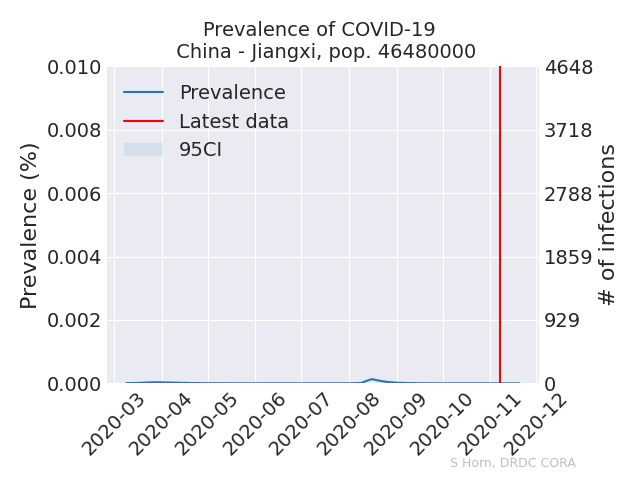 Prevalence of COVID-19
China - Jiangxi, pop. 46480000
Prevalence
Latest data
95CI
Prevalence (%)
0.010
0.008
0.006
0.004
0.002
0.000
4648
3718
2788
1859
929
0
# of infections
2020-03
2020-04
2020-05
2020-06
2020-07
2020-08
2020-09
2020-10
2020-11
2020-12
S Horn, DRDC CORA